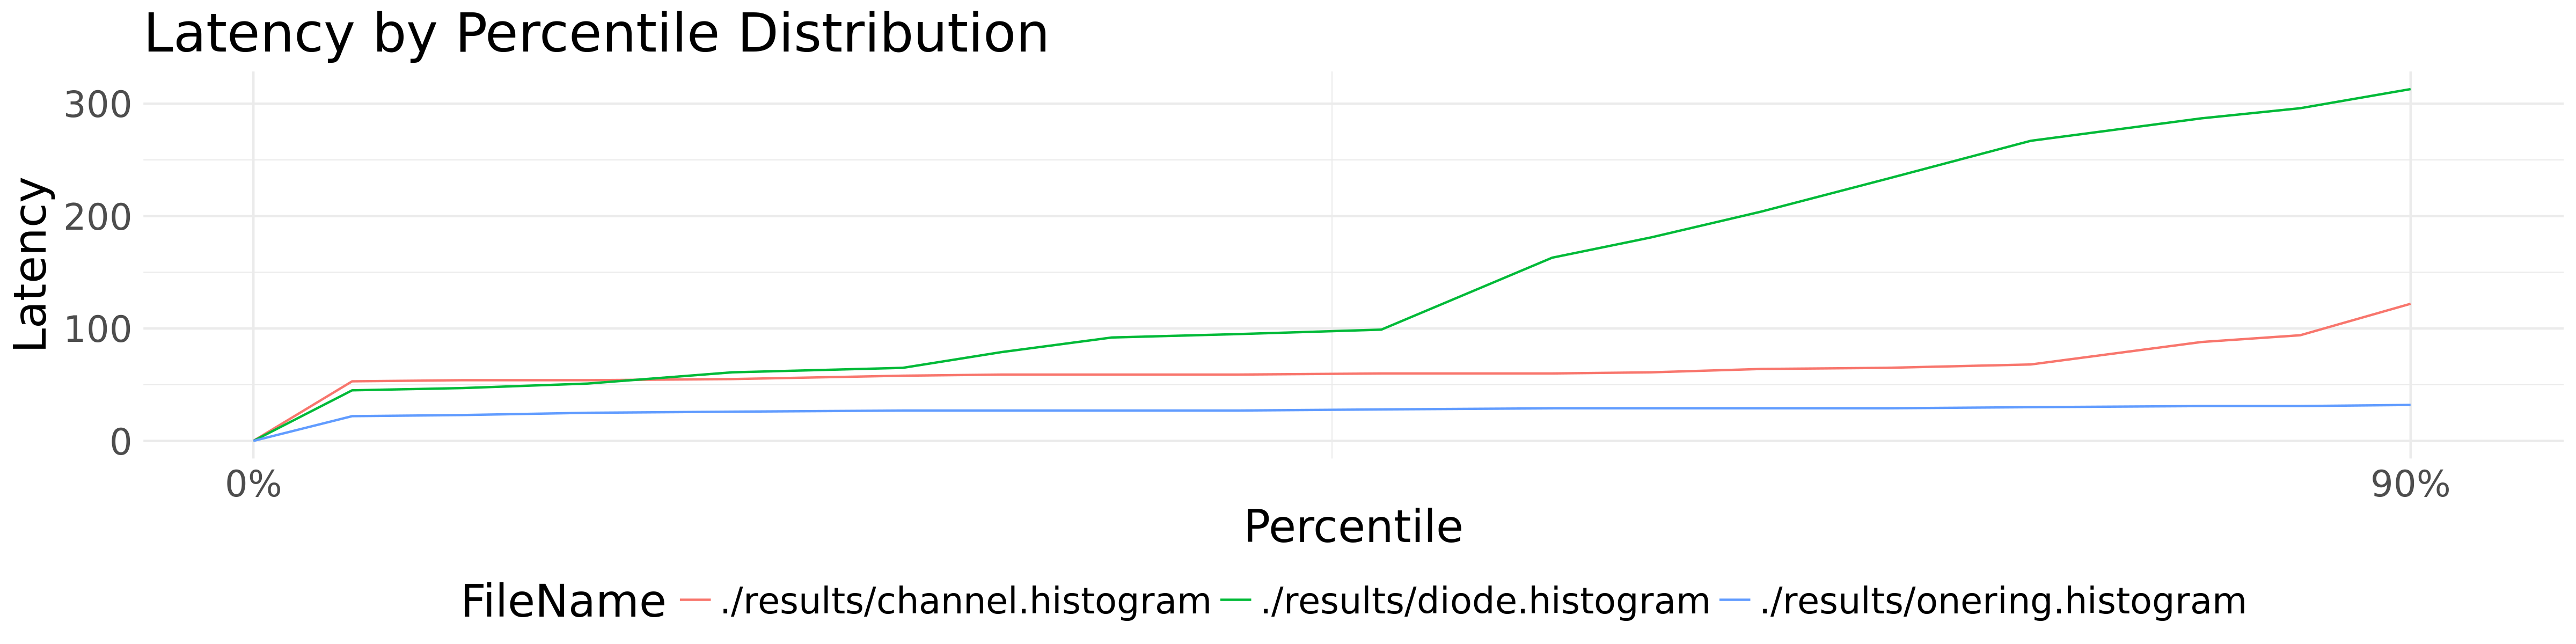 Latency by Percentile Distribution
300
200
100
0
Latency
0% 90%
Percentile
FileName ./results/channel.histogram ./results/diode.histogram ./results/onering.histogram